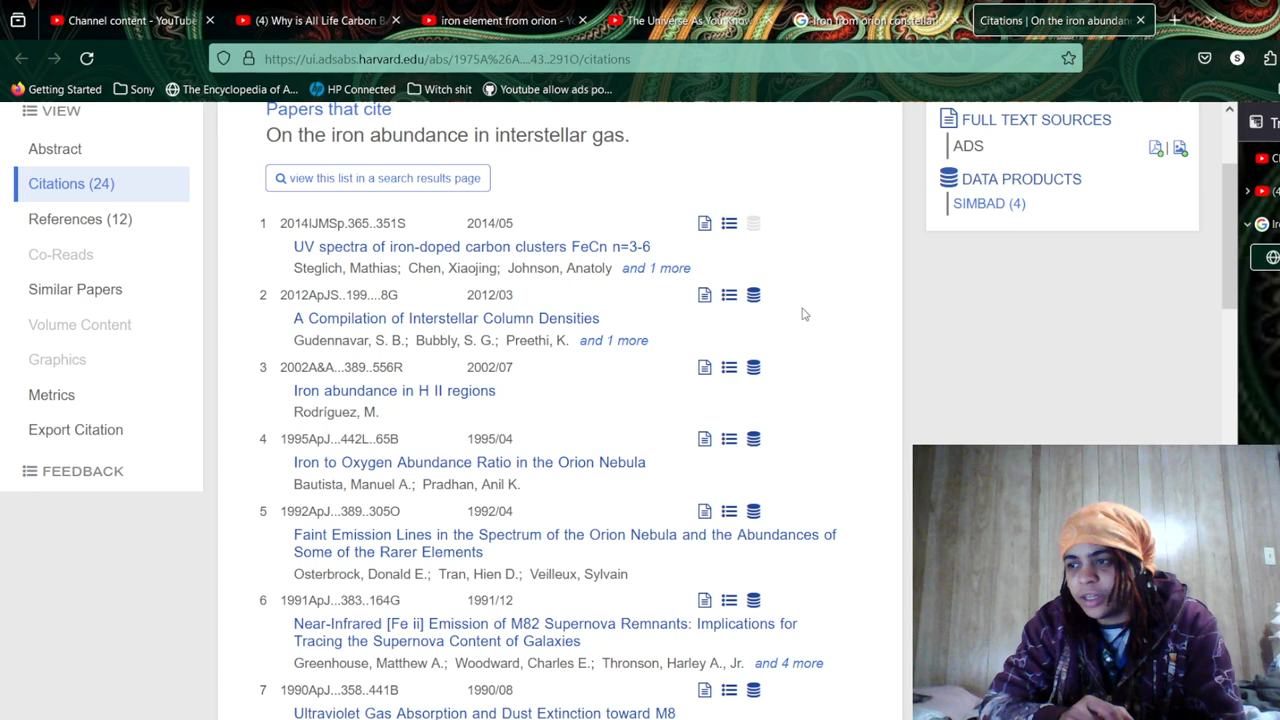 Channel content - YouTube
(4) Why is All Life Carbon B
iron element from orion - Yo
The Universe As You Know
Iron from orion constellat
Citations | On the iron abundan
https://ui.adsabs.harvard.edu/abs/1975A%26A....43..291O/citations
Getting Started
Sony
The Encyclopedia of A...
HP Connected
Watch shit
Youtube allow ads po...
VIEW
Abstract
Citations (24)
References (12)
Co-Reads
Similar Papers
Volume Content
Graphics
Metrics
Export Citation
FEEDBACK
Papers that cite
On the iron abundance in interstellar gas.
view this list in a search results page
1 2014IJMSp.365..351S 2014/05
UV spectra of iron-doped carbon clusters FeCn n=3-6
Steglich, Mathias; Chen, Xiaojing; Johnson, Anatoly and 1 more
2 2012ApJS..199....8G 2012/03
A Compilation of Interstellar Column Densities
Gudennavar, S. B.; Bubbly, S. G.; Preethi, K. and 1 more
3 2002A&A...389..556R 2002/07
Iron abundance in H II regions
Rodríguez, M.
4 1995ApJ...442L..65B 1995/04
Iron to Oxygen Abundance Ratio in the Orion Nebula
Bautista, Manuel A.; Pradhan, Anil K.
5 1992ApJ...389..305O 1992/04
Faint Emission Lines in the Spectrum of the Orion Nebula and the Abundances of
Some of the Rarer Elements
Osterbrock, Donald E.; Tran, Hien D.; Veilleux, Sylvain
6 1991ApJ...383..164G 1991/12
Near-Infrared [Fe ii] Emission of M82 Supernova Remnants: Implications for
Tracing the Supernova Content of Galaxies
Greenhouse, Matthew A.; Woodward, Charles E.; Thronson, Harley A., Jr. and 4 more
7 1990ApJ...358..441B 1990/08
Ultraviolet Gas Absorption and Dust Extinction toward M8
FULL TEXT SOURCES
ADS
DATA PRODUCTS
SIMBAD (4)